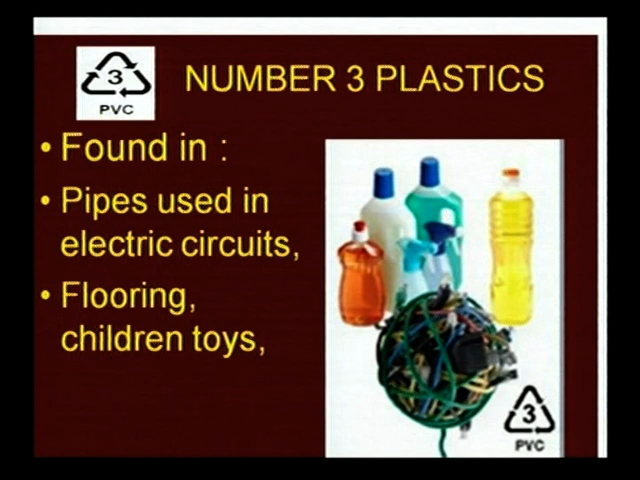 3
PVC
NUMBER 3 PLASTICS
• Found in :
• Pipes used in
electric circuits,
• Flooring,
children toys,
3
PVC